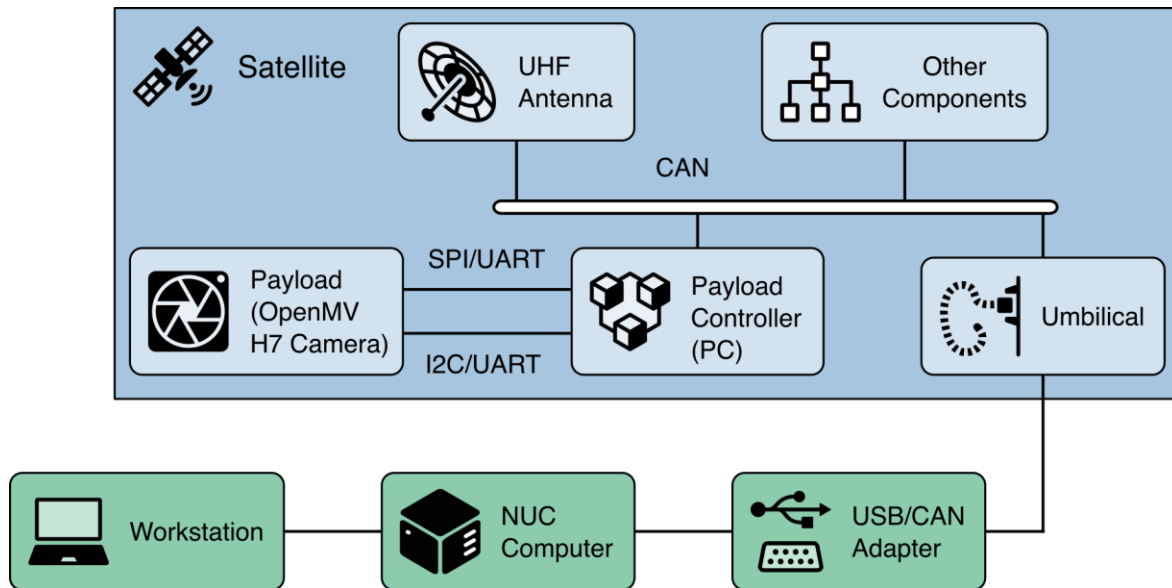 Satellite
UHF
Antenna
Other
Components
CAN
SPI/UART
Payload
(OpenMV
H7 Camera)
Payload
Controller
(PC)
Umbilical
I2C/UART
Workstation
NUC
Computer
USB/CAN
Adapter